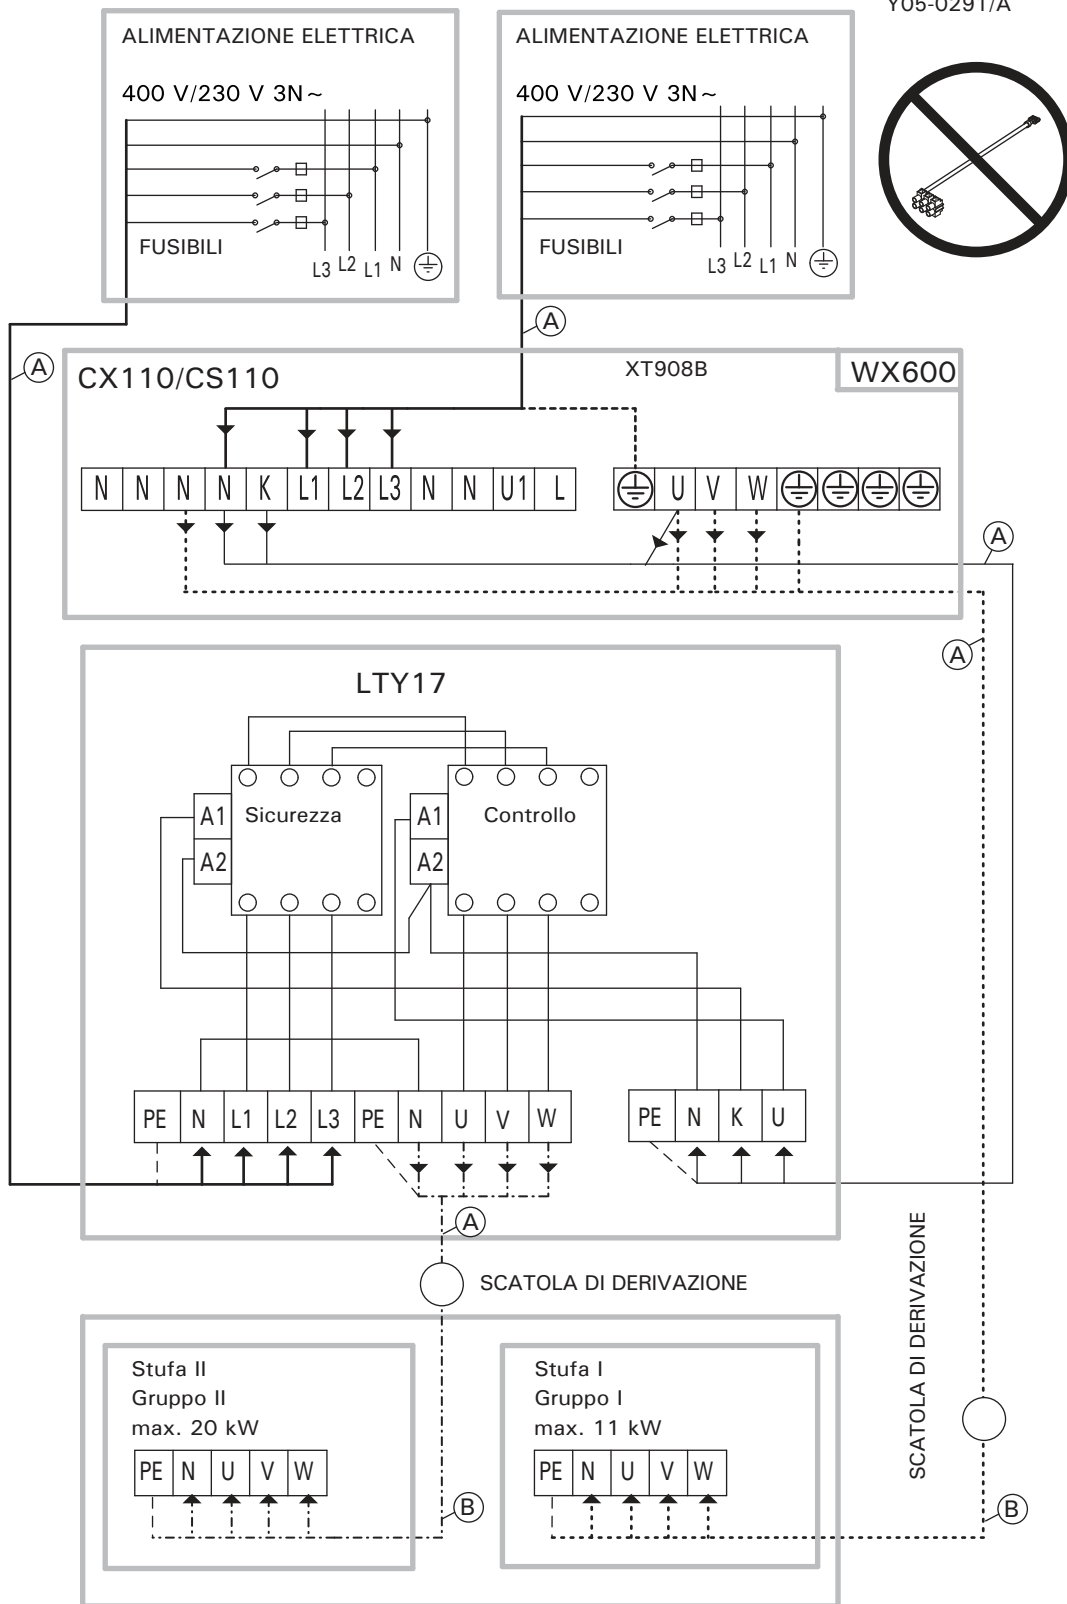 Y05-0291/A
ALIMENTAZIONE ELETTRICA
400 V/230 V 3N~
FUSIBILI
L3 L2 L1 N
ALIMENTAZIONE ELETTRICA
400 V/230 V 3N~
FUSIBILI
L3 L2 L1 N
A
A
CX110/CS110
XT908B
WX600
N N N N K L1 L2 L3 N N U1 L
U V W
A
A
LTY17
A1 Sicurezza
A2
A1 Controllo
A2
PE N L1 L2 L3 PE N U V W
PE N K U
A
SCATOLA DI DERIVAZIONE
SCATOLA DI DERIVAZIONE
Stufa II
Gruppo II
max. 20 kW
PE N U V W
B
Stufa I
Gruppo I
max. 11 kW
PE N U V W
B